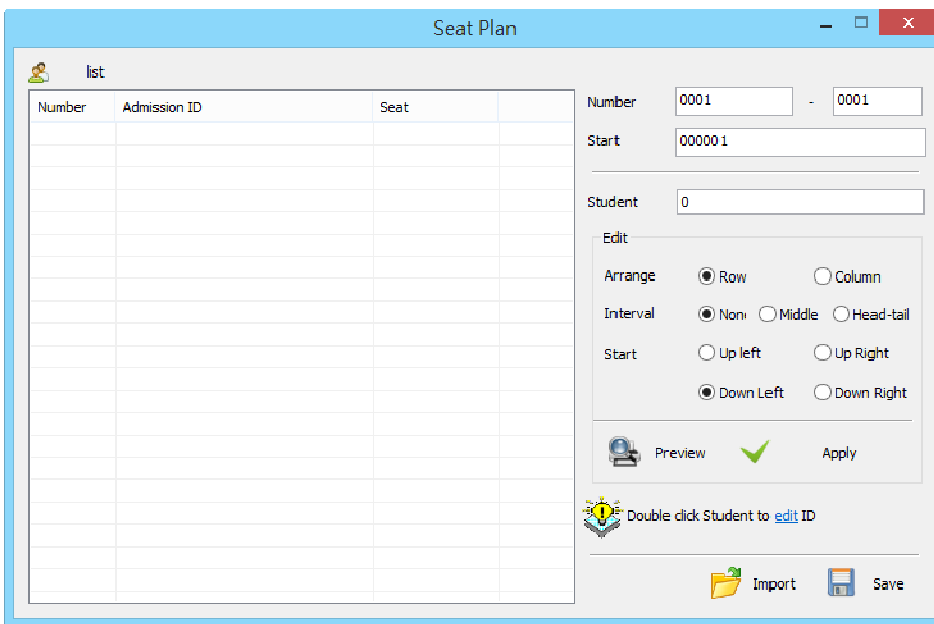 Seat Plan
list
Number Admission ID Seat
Number 0001 - 0001
Start 000001
Student 0
Edit
Arrange Row Column
Interval None Middle Head-tail
Start Up left Up Right
Down Left Down Right
Preview Apply
Double click Student to edit ID
Import Save